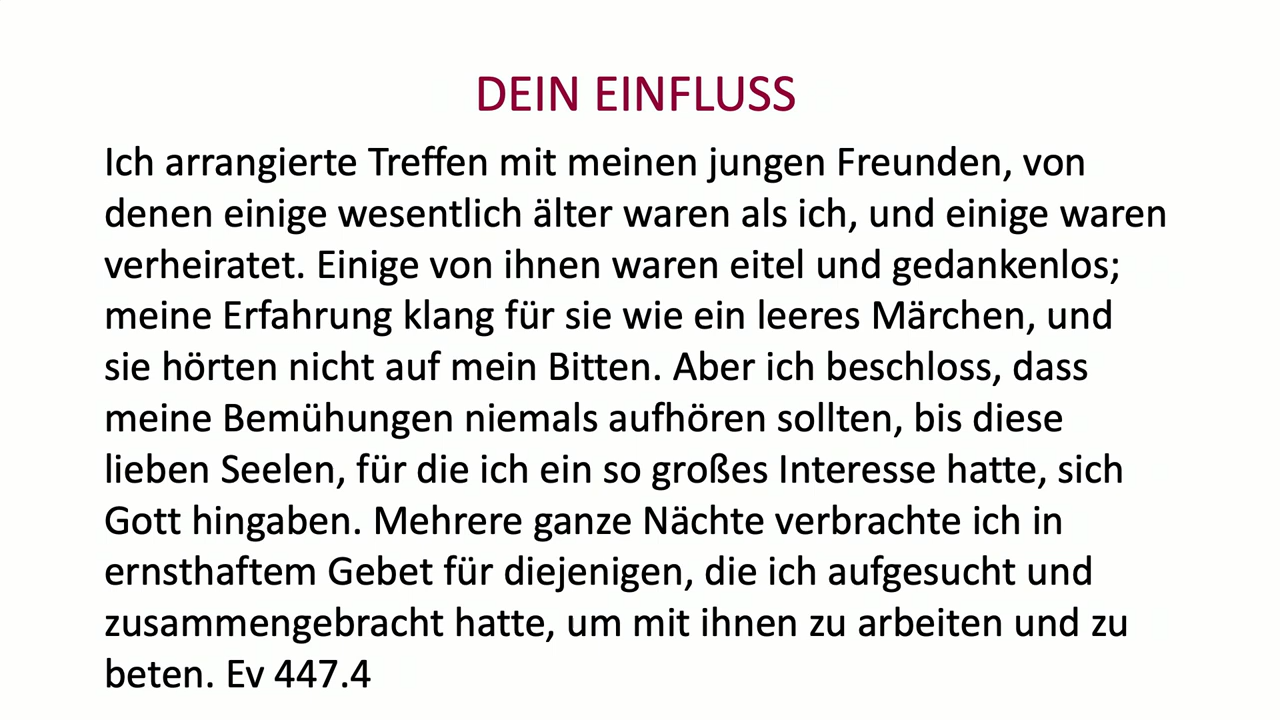 DEIN EINFLUSS
Ich arrangierte Treffen mit meinen jungen Freunden, von
denen einige wesentlich älter waren als ich, und einige waren
verheiratet. Einige von ihnen waren eitel und gedankenlos;
meine Erfahrung klang für sie wie ein leeres Märchen, und
sie hörten nicht auf mein Bitten. Aber ich beschloss, dass
meine Bemühungen niemals aufhören sollten, bis diese
lieben Seelen, für die ich ein so großes Interesse hatte, sich
Gott hingaben. Mehrere ganze Nächte verbrachte ich in
ernsthaftem Gebet für diejenigen, die ich aufgesucht und
zusammengebracht hatte, um mit ihnen zu arbeiten und zu
beten. Ev 447.4